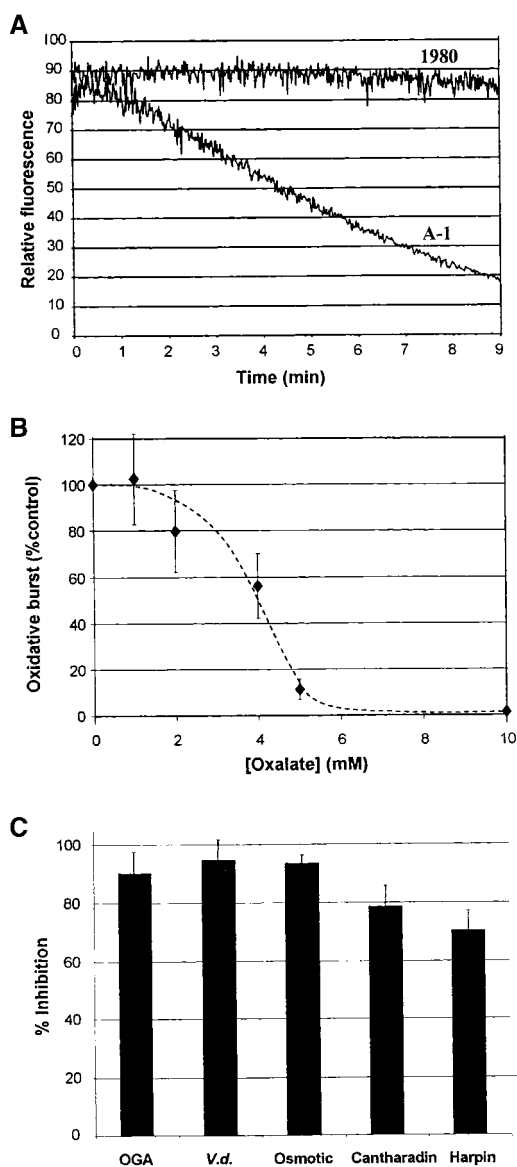 A
100
90
80
70
60
50
40
30
20
10
0
Relative fluorescence
1980
A-1
0 1 2 3 4 5 6 7 8 9
Time (min)
B
120
100
80
60
40
20
0
Oxidative burst (%control)
0 2 4 6 8 10
[Oxalate] (mM)
C
100
80
60
40
20
0
% Inhibition
OGA V.d. Osmotic Cantharadin Harpin